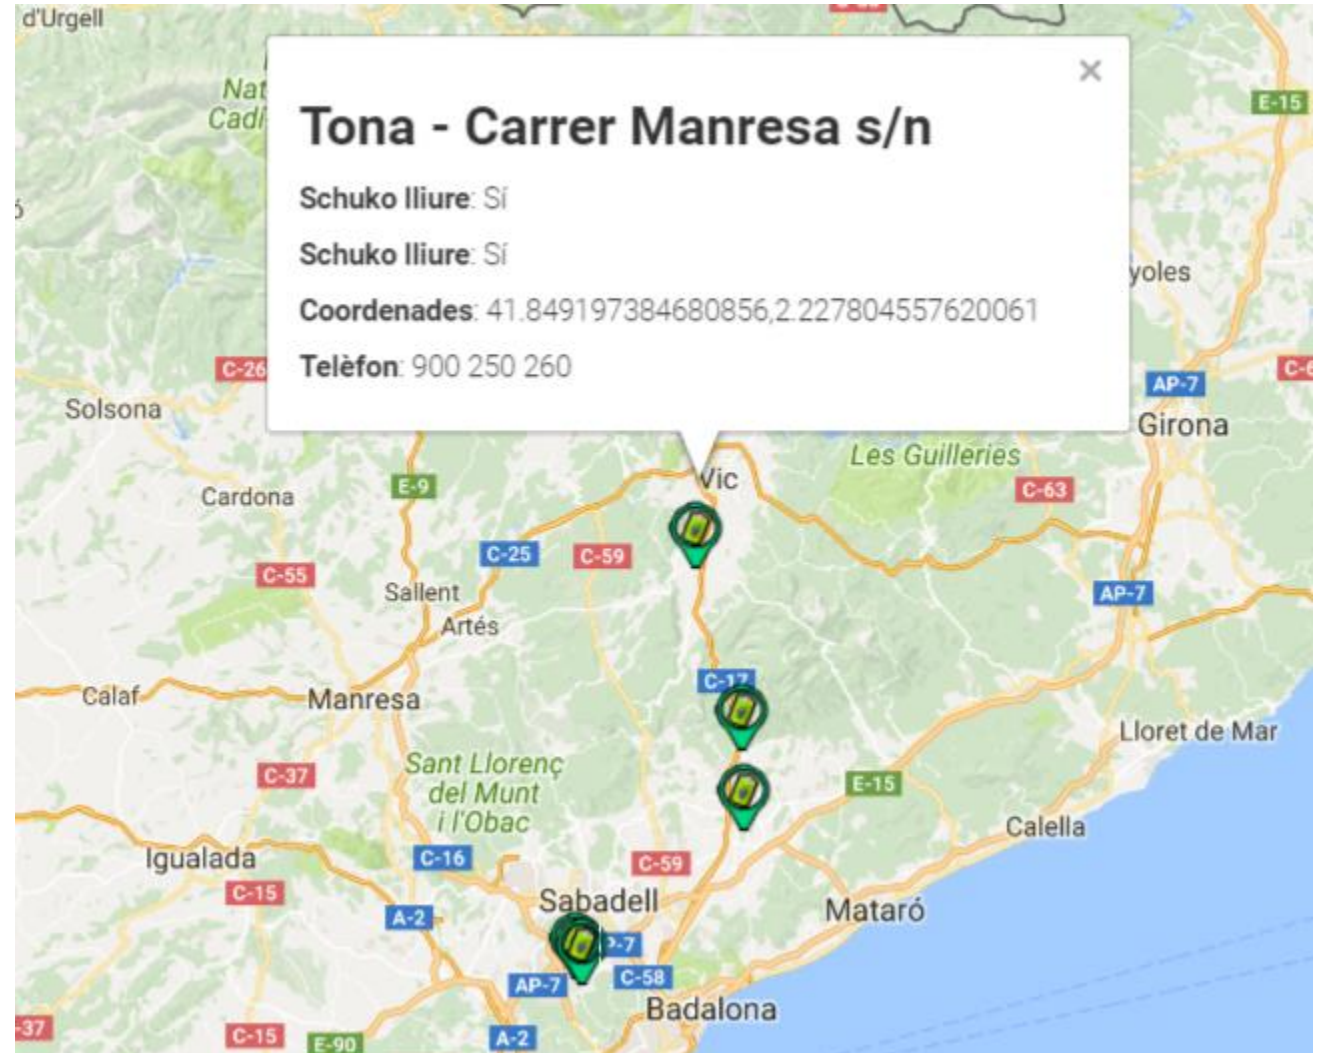 d'Urgell
E-15
×
Nat
Cadí
Tona - Carrer Manresa s/n
Schuko lliure: Sí
Schuko lliure: Sí
Coordenades: 41.849197384680856,2.227804557620061
Telèfon: 900 250 260
yoles
C-26
AP-7
Solsona
Girona
Les Guilleries
Vic
Cardona
E-9
C-63
C-25
C-59
C-55
Sallent
AP-7
Artés
C-17
Calaf
Manresa
Lloret de Mar
Sant Llorenç
del Munt
i l'Obac
C-37
E-15
Calella
Igualada
C-16
C-59
C-15
Sabadell
Mataró
A-2
P-7
AP-7
C-58
Badalona
-37
C-15
E-90
A-2